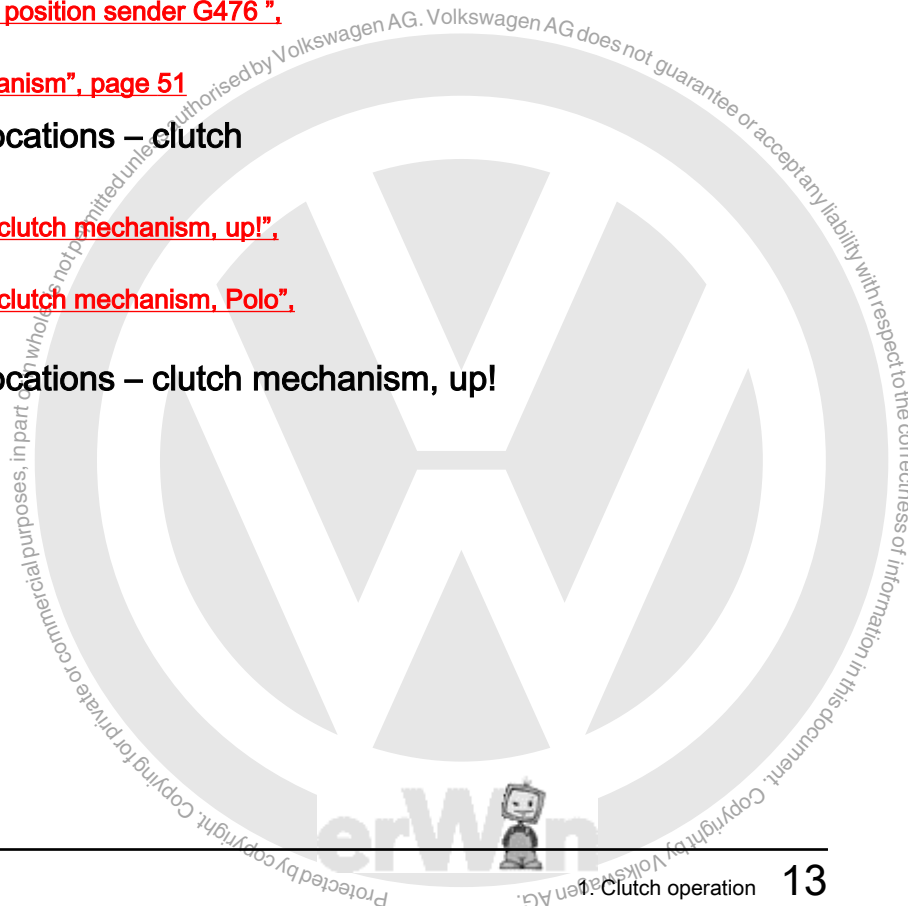 position sender G476 ”,
anism”, page 51
ocations – clutch
clutch mechanism, up!”,
clutch mechanism, Polo”,
ocations – clutch mechanism, up!
erWin
1. Clutch operation 13
Protected by copyright. Copying for private or commercial purposes, in part or in whole, is not permitted unless authorised by Volkswagen AG. Volkswagen AG does not guarantee or accept any liability with respect to the correctness of information in this document. Copyright by Volkswagen AG.